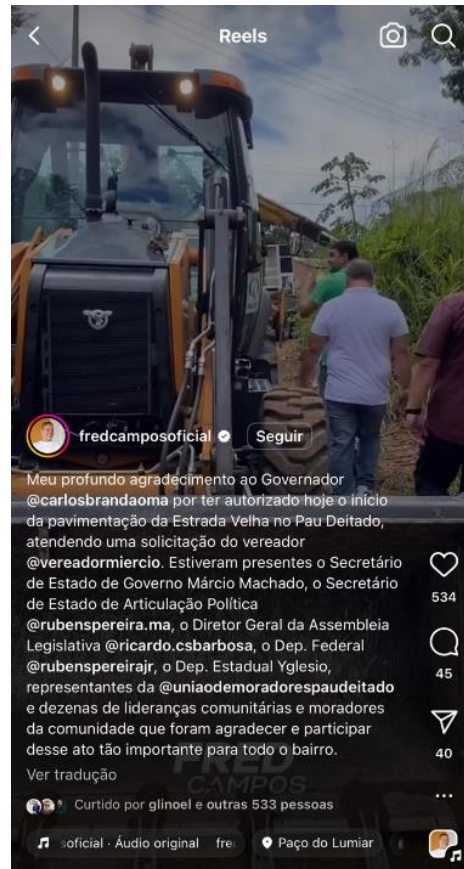 Reels
fredcamposoficial
Seguir
Meu profundo agradecimento ao Governador
@carlosbrandaoma por ter autorizado hoje o início
da pavimentação da Estrada Velha no Pau Deitado,
atendendo uma solicitação do vereador
@vereadormiercio. Estiveram presentes o Secretário
de Estado de Governo Márcio Machado, o Secretário
de Estado de Articulação Política
@rubenspereira.ma, o Diretor Geral da Assembleia
Legislativa @ricardo.csbarbosa, o Dep. Federal
@rubenspereirajr, o Dep. Estadual Yglesio,
representantes da @uniaodemoradorespaudeitado
e dezenas de lideranças comunitárias e moradores
da comunidade que foram agradecer e participar
desse ato tão importante para todo o bairro.
534
45
40
FRED
CAMPOS
Ver tradução
Curtido por glinoel e outras 533 pessoas
soficial · Áudio original fre
Paço do Lumiar